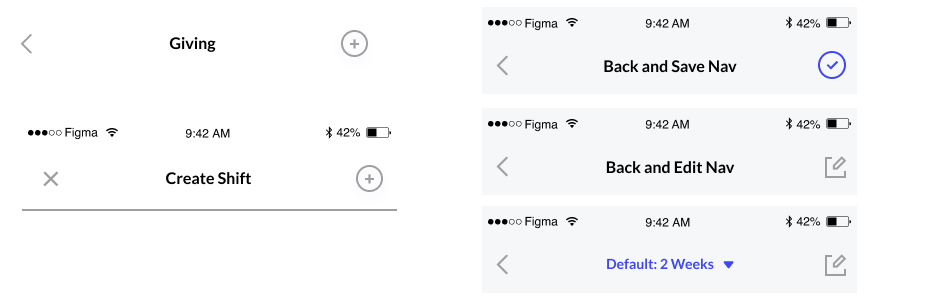 Giving
Figma 9:42 AM 42%
Create Shift
Figma 9:42 AM 42%
Back and Save Nav
Figma 9:42 AM 42%
Back and Edit Nav
Figma 9:42 AM 42%
Default: 2 Weeks